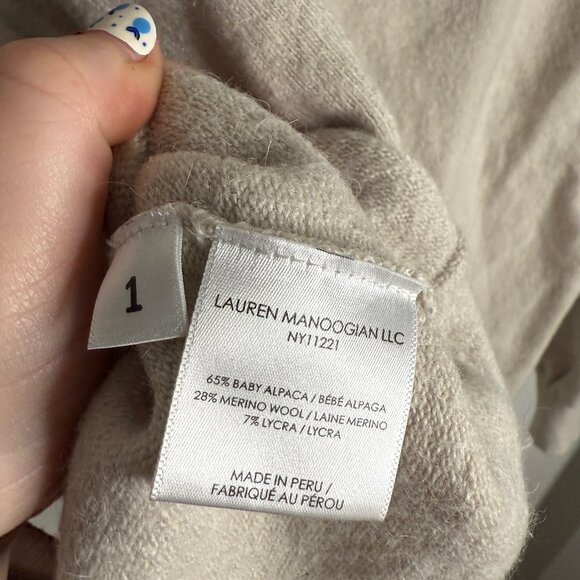 1
LAUREN MANOOGIAN LLC
NY11221
65% BABY ALPACA / BÉBÉ ALPAGA
28% MERINO WOOL / LAINE MERINO
7% LYCRA / LYCRA
MADE IN PERU /
FABRIQUÉ AU PÉROU